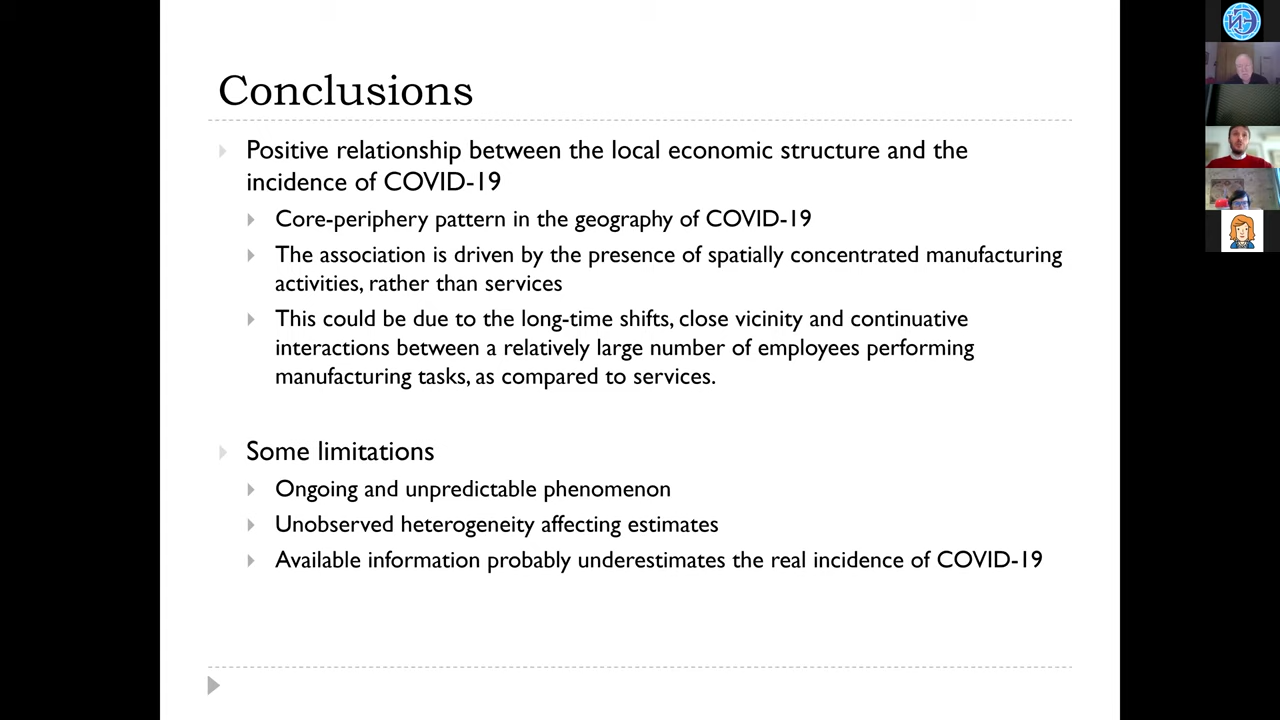 Conclusions
Positive relationship between the local economic structure and the
incidence of COVID-19
Core-periphery pattern in the geography of COVID-19
The association is driven by the presence of spatially concentrated manufacturing
activities, rather than services
This could be due to the long-time shifts, close vicinity and continuative
interactions between a relatively large number of employees performing
manufacturing tasks, as compared to services.
Some limitations
Ongoing and unpredictable phenomenon
Unobserved heterogeneity affecting estimates
Available information probably underestimates the real incidence of COVID-19